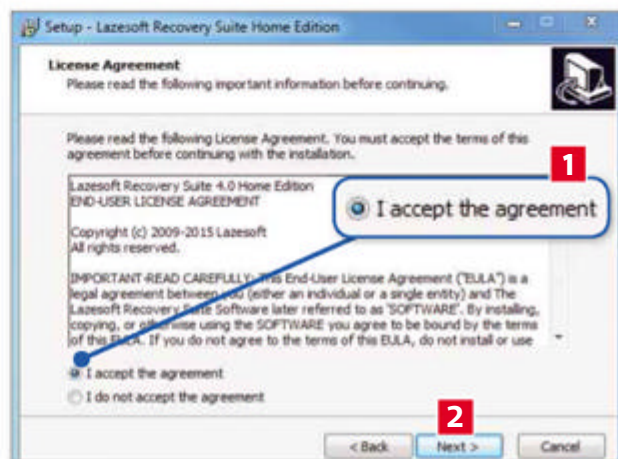 Setup - Lazesoft Recovery Suite Home Edition
License Agreement
Please read the following important information before continuing.
Please read the following License Agreement. You must accept the terms of this
agreement before continuing with the installation.
1
Lazesoft Recovery Suite 4.0 Home Edition
END-USER LICENSE AGREEMENT
I accept the agreement
Copyright (c) 2009-2015 Lazesoft
All rights reserved.
IMPORTANT-READ CAREFULLY: This End-User License Agreement ("EULA") is a
legal agreement between you (either an individual or a single entity) and The
Lazesoft Recovery Suite Software later referred to as 'SOFTWARE'. By installing,
copying, or otherwise using the SOFTWARE you agree to be bound by the terms
of this EULA. If you do not agree to the terms of this EULA, do not install or use
I accept the agreement
I do not accept the agreement
2
< Back
Next >
Cancel